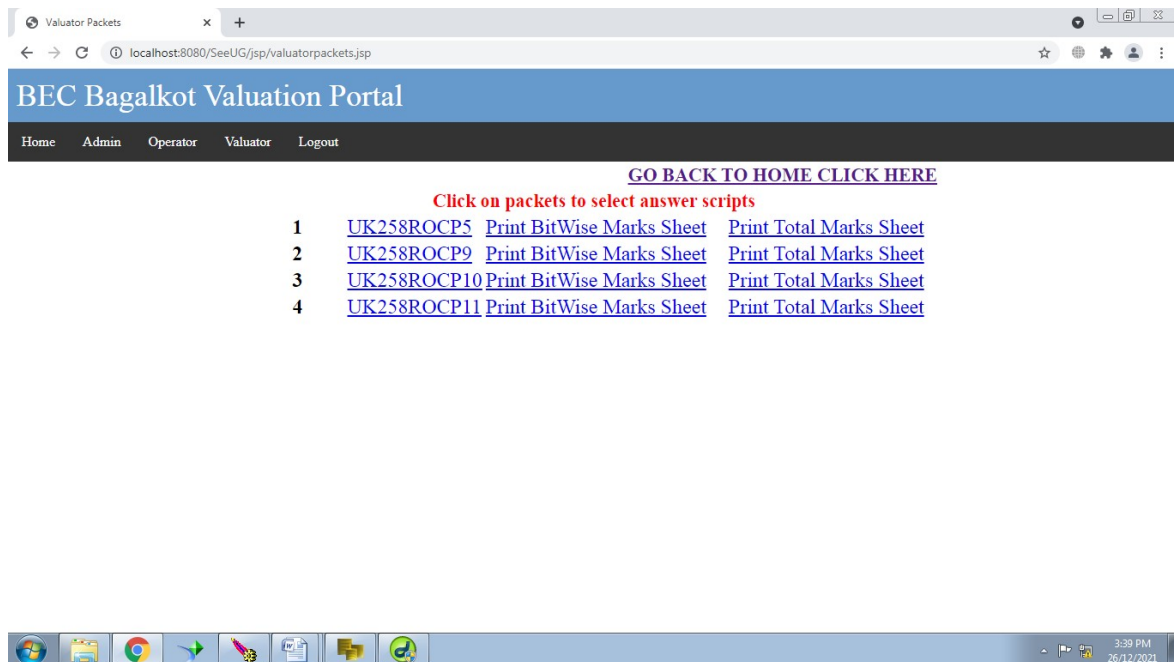 Valuator Packets
localhost:8080/SeeUG/jsp/valuatorpackets.jsp
BEC Bagalkot Valuation Portal
Home Admin Operator Valuator Logout
GO BACK TO HOME CLICK HERE
Click on packets to select answer scripts
1 UK258ROCP5 Print BitWise Marks Sheet Print Total Marks Sheet
2 UK258ROCP9 Print BitWise Marks Sheet Print Total Marks Sheet
3 UK258ROCP10 Print BitWise Marks Sheet Print Total Marks Sheet
4 UK258ROCP11 Print BitWise Marks Sheet Print Total Marks Sheet
3:39 PM
26/12/2021